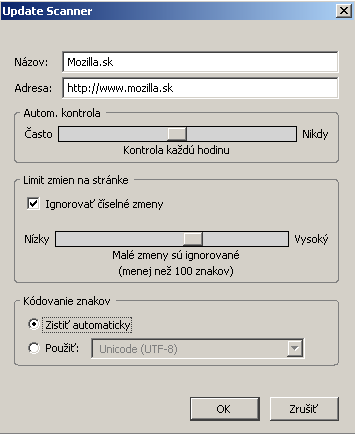 Update Scanner
Názov: Mozilla.sk
Adresa: http://www.mozilla.sk
Autom. kontrola
Často Nikdy
Kontrola každú hodinu
Limit zmien na stránke
Ignorovať číselné zmeny
Nízky Vysoký
Malé zmeny sú ignorované
(menej než 100 znakov)
Kódovanie znakov
Zistiť automaticky
Použiť: Unicode (UTF-8)
OK Zrušiť